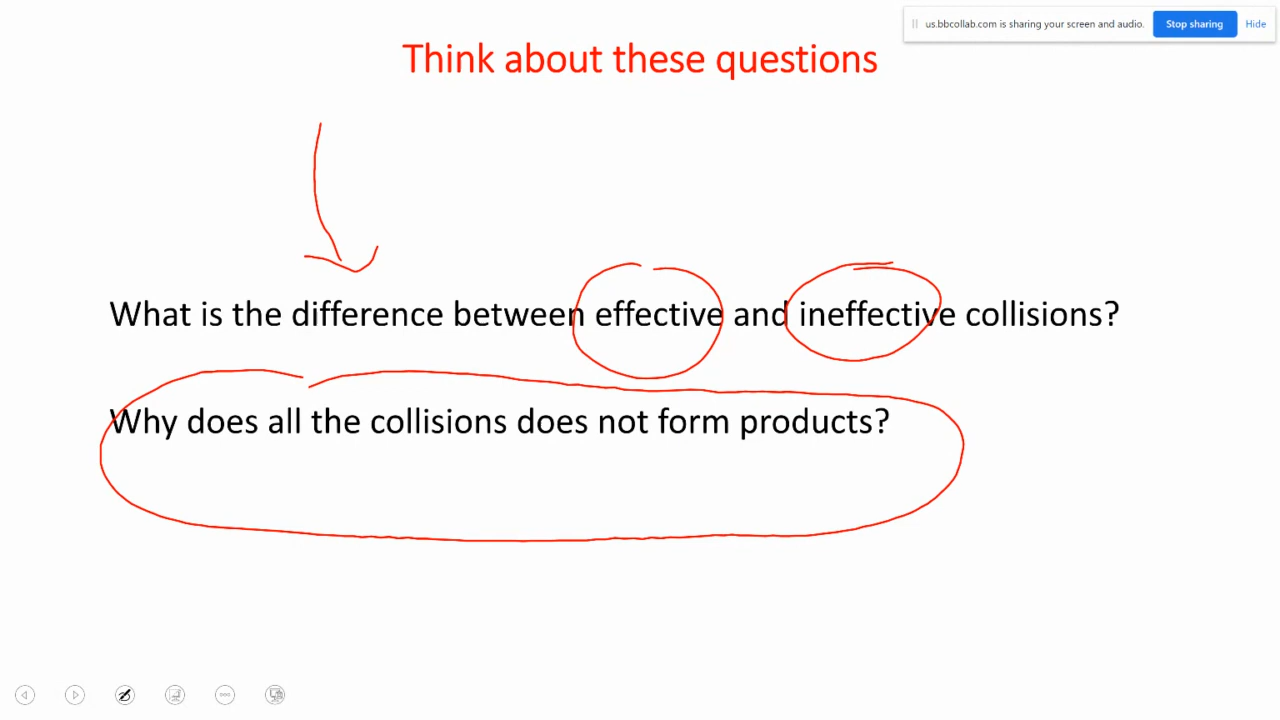 us.bbcollab.com is sharing your screen and audio. Stop sharing Hide
Think about these questions
What is the difference between effective and ineffective collisions?
Why does all the collisions does not form products?